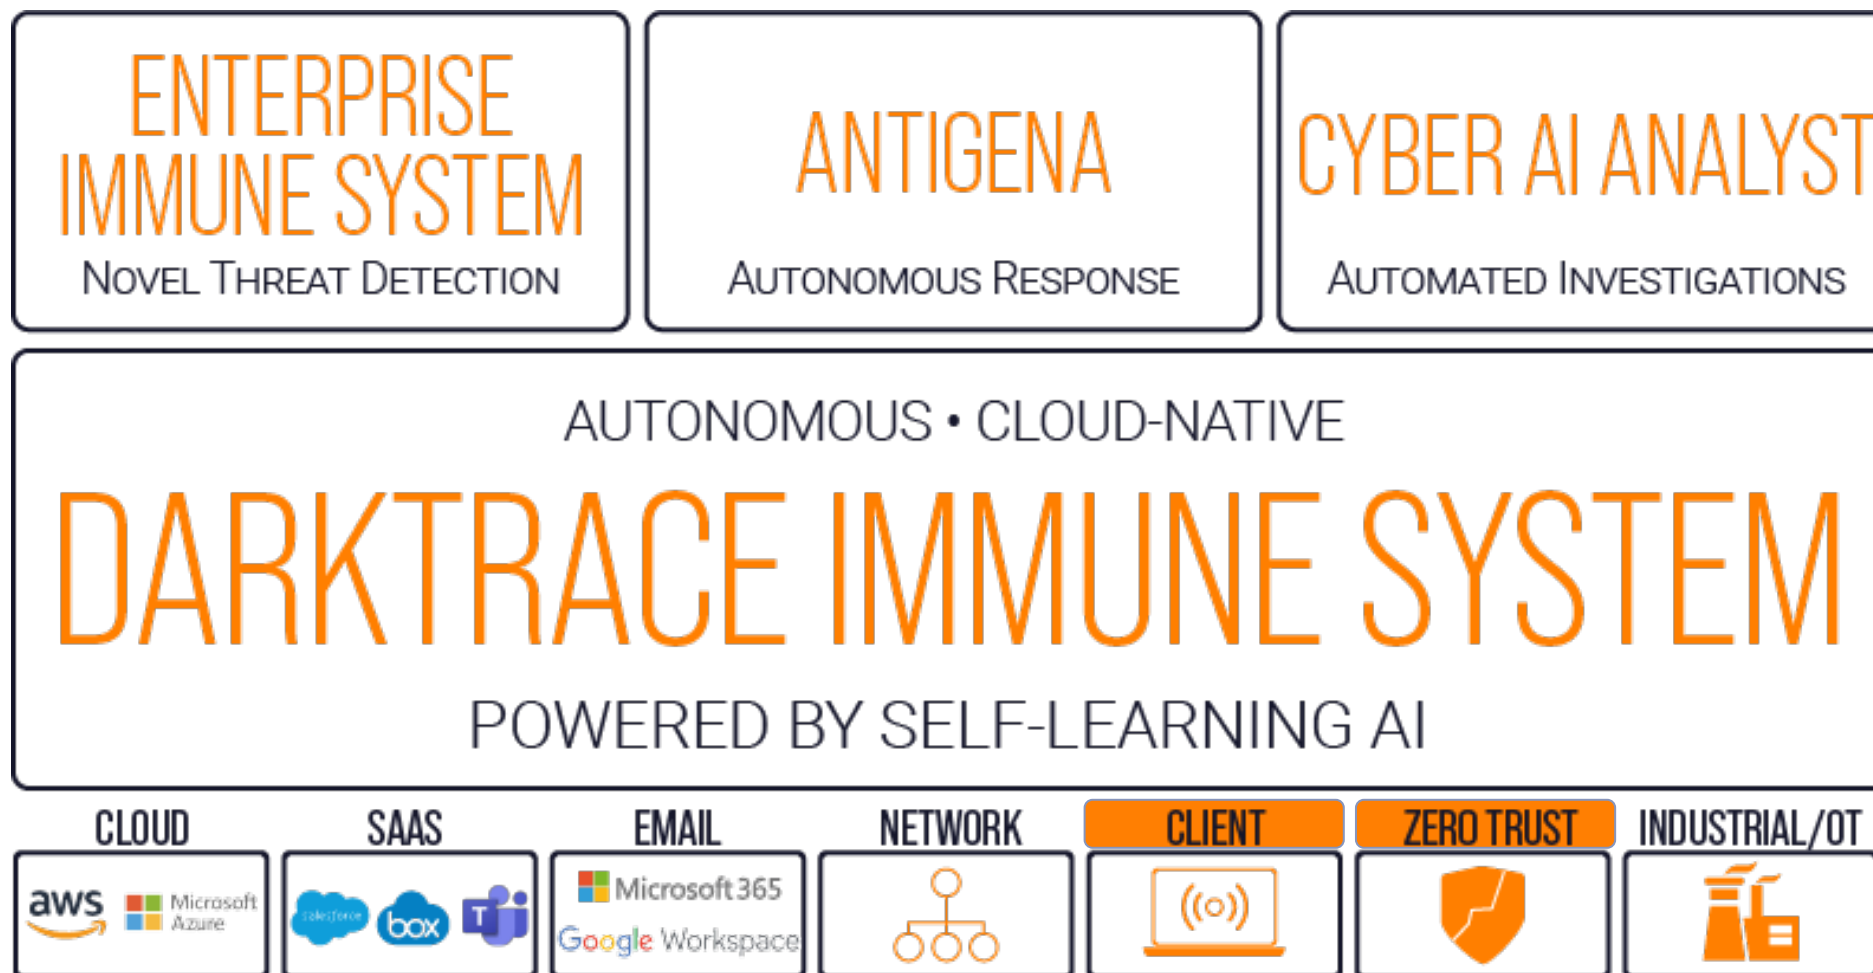 ENTERPRISE
IMMUNE SYSTEM
NOVEL THREAT DETECTION
ANTIGENA
AUTONOMOUS RESPONSE
CYBER AI ANALYST
AUTOMATED INVESTIGATIONS
AUTONOMOUS • CLOUD-NATIVE
DARKTRACE IMMUNE SYSTEM
POWERED BY SELF-LEARNING AI
CLOUD
aws
Microsoft
Azure
SAAS
salesforce
box
T
EMAIL
Microsoft 365
Google Workspace
NETWORK
CLIENT
ZERO TRUST
INDUSTRIAL/OT